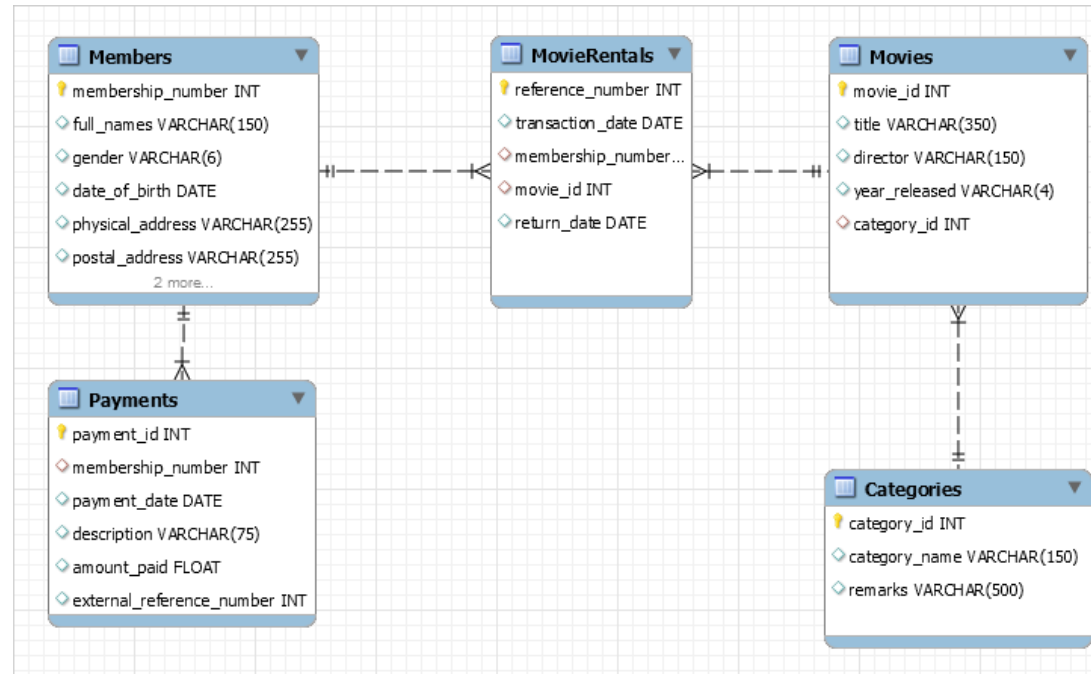 Members
membership_number INT
full_names VARCHAR(150)
gender VARCHAR(6)
date_of_birth DATE
physical_address VARCHAR(255)
postal_address VARCHAR(255)
2 more...
MovieRentals
reference_number INT
transaction_date DATE
membership_number...
movie_id INT
return_date DATE
Movies
movie_id INT
title VARCHAR(350)
director VARCHAR(150)
year_released VARCHAR(4)
category_id INT
Payments
payment_id INT
membership_number INT
payment_date DATE
description VARCHAR(75)
amount_paid FLOAT
external_reference_number INT
Categories
category_id INT
category_name VARCHAR(150)
remarks VARCHAR(500)